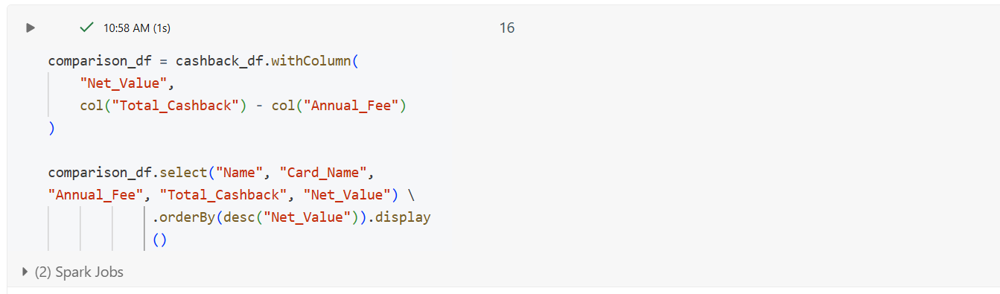 10:58 AM (1s)
16
comparison_df = cashback_df.withColumn(
    "Net_Value",
    col("Total_Cashback") - col("Annual_Fee")
)

comparison_df.select("Name", "Card_Name",
"Annual_Fee", "Total_Cashback", "Net_Value") \
             .orderBy(desc("Net_Value")).display
             ()
(2) Spark Jobs